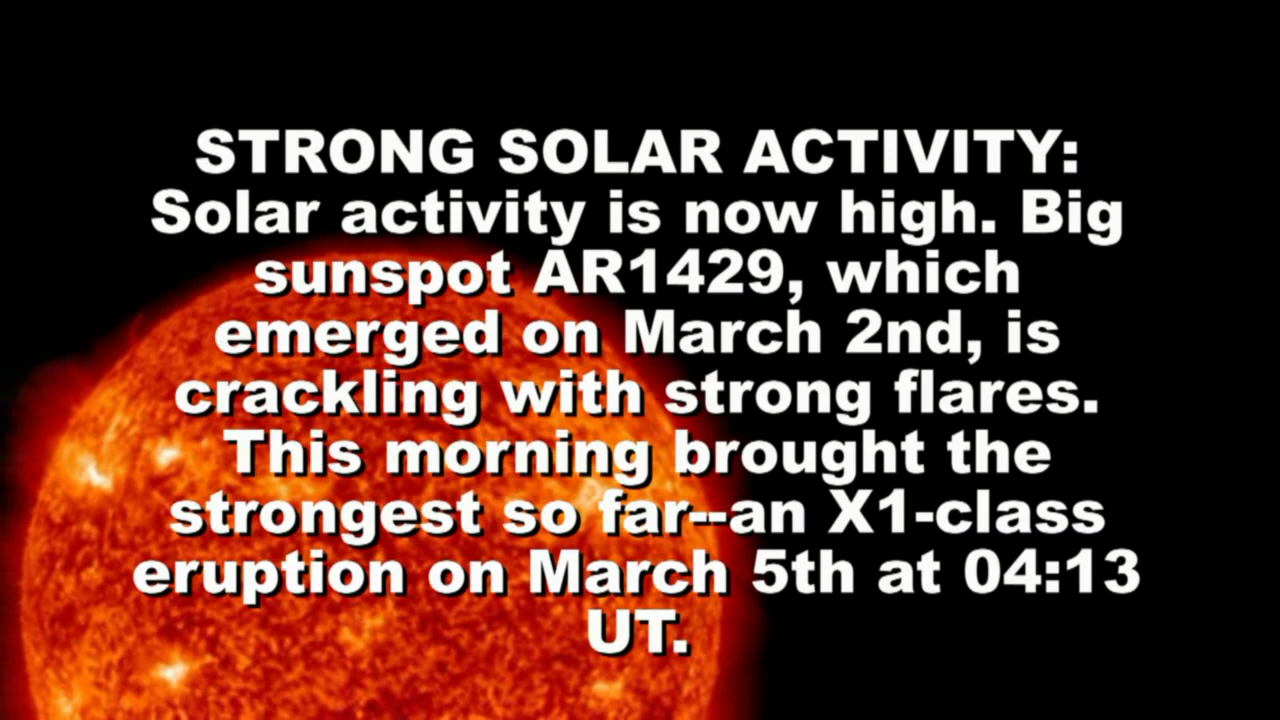 STRONG SOLAR ACTIVITY:
Solar activity is now high. Big
sunspot AR1429, which
emerged on March 2nd, is
crackling with strong flares.
This morning brought the
strongest so far--an X1-class
eruption on March 5th at 04:13
UT.